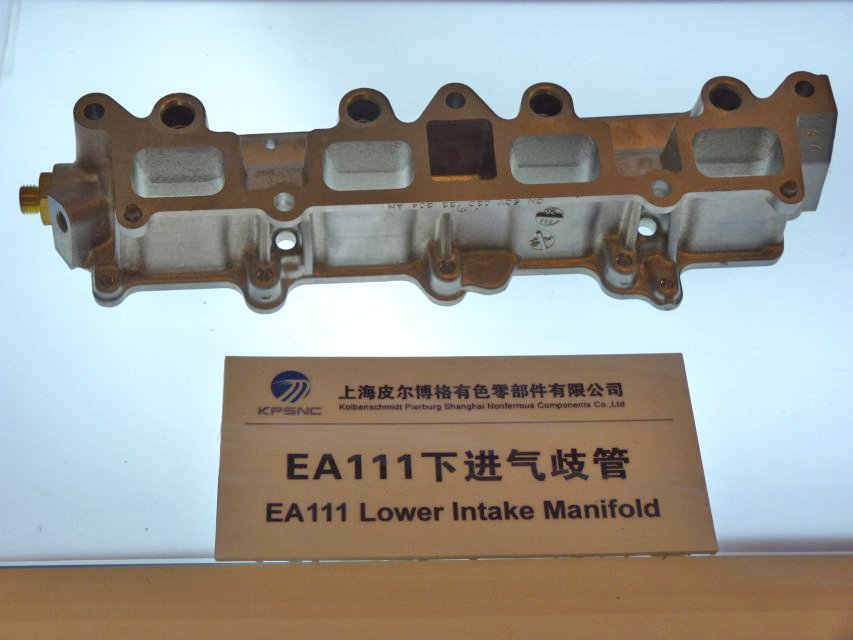 KPSNC
上海皮尔博格有色零部件有限公司
Kolbenschmidt Pierburg Shanghai Nonferrous Components Co.,Ltd
EA111下进气歧管
EA111 Lower Intake Manifold